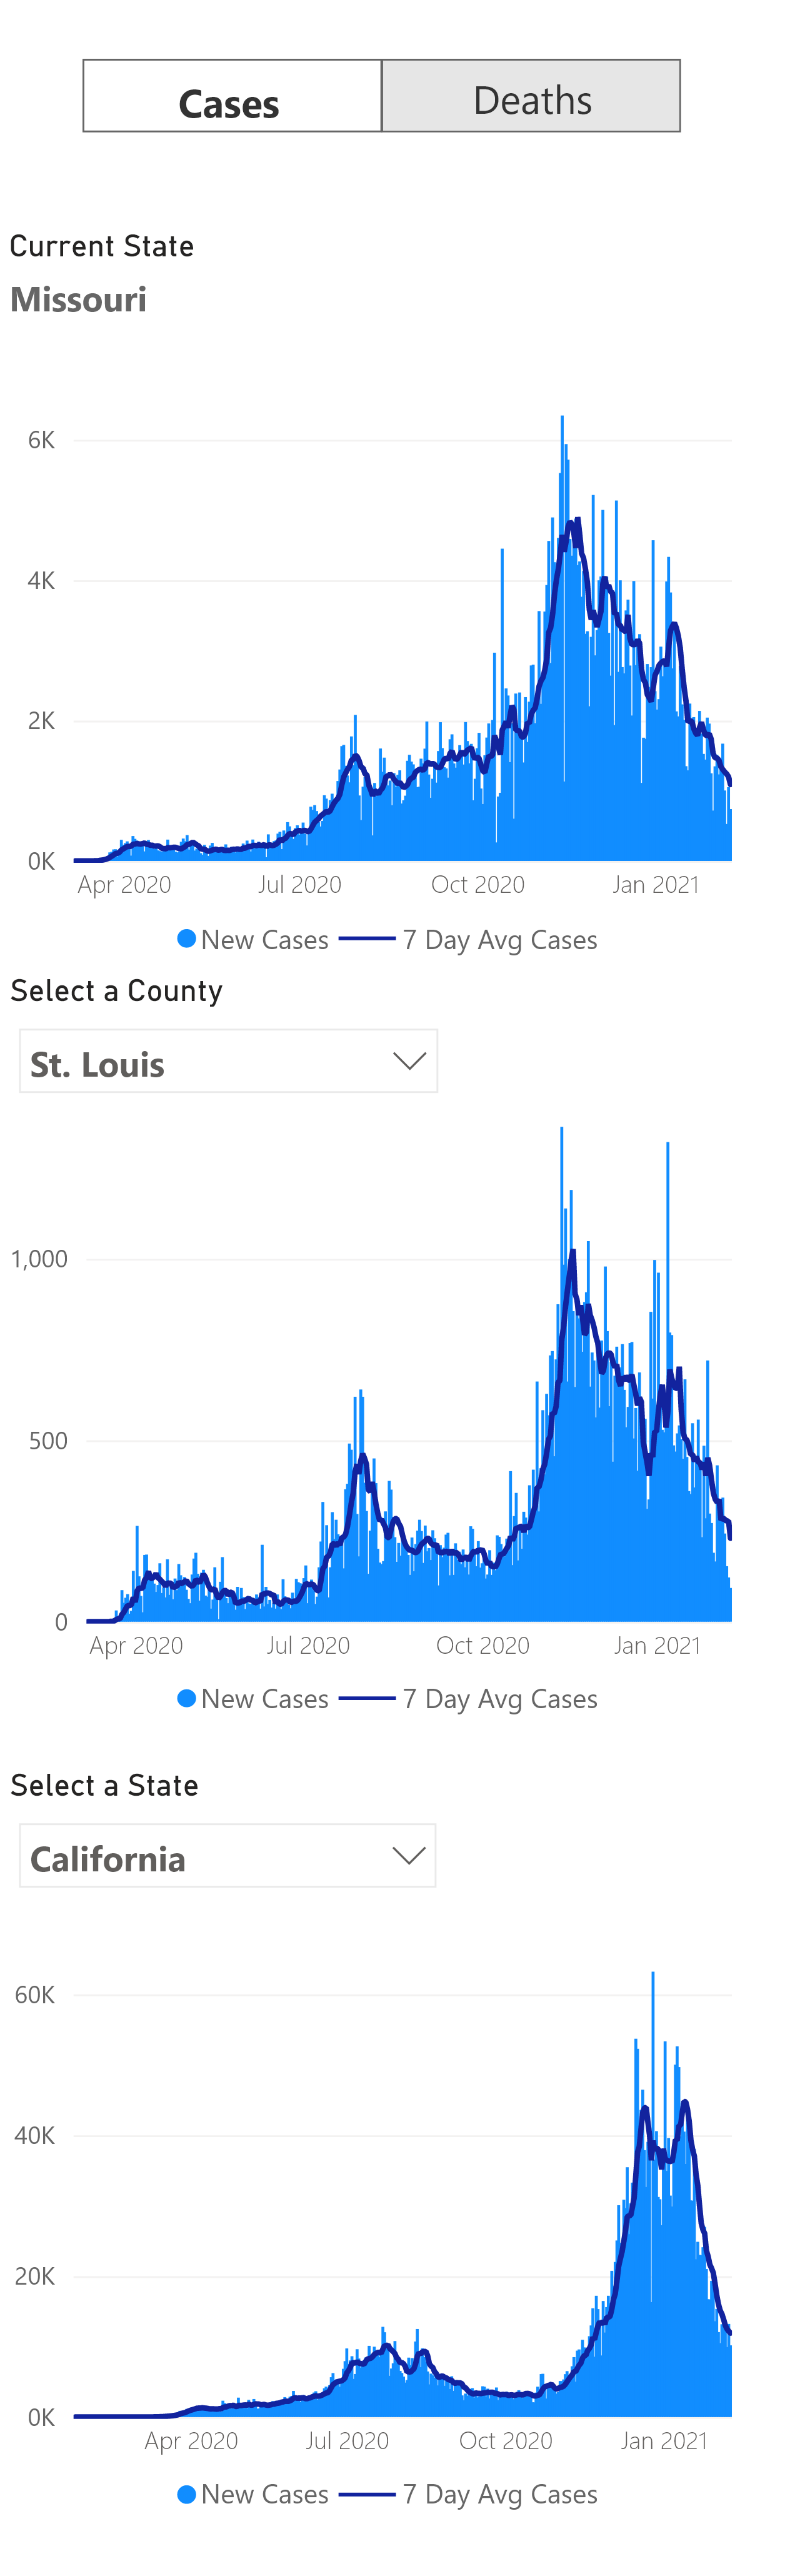 Cases Deaths
Current State
Missouri
6K
4K
2K
0K
Apr 2020 Jul 2020 Oct 2020 Jan 2021
New Cases 7 Day Avg Cases
Select a County
St. Louis
1,000
500
0
Apr 2020 Jul 2020 Oct 2020 Jan 2021
New Cases 7 Day Avg Cases
Select a State
California
60K
40K
20K
0K
Apr 2020 Jul 2020 Oct 2020 Jan 2021
New Cases 7 Day Avg Cases